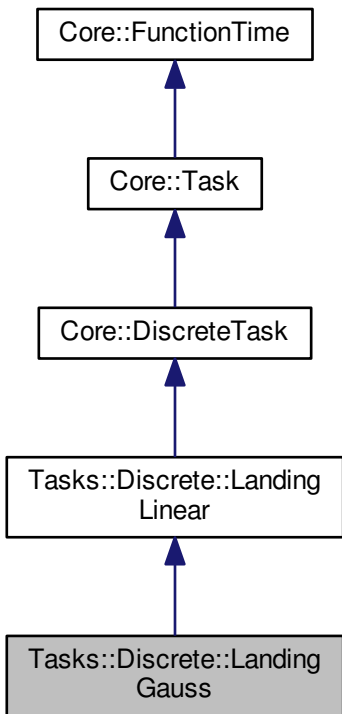 Core::FunctionTime
Core::Task
Core::DiscreteTask
Tasks::Discrete::Landing
Linear
Tasks::Discrete::Landing
Gauss